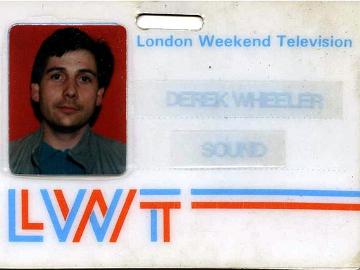 London Weekend Television
DEREK WHEELER
SOUND
LWT